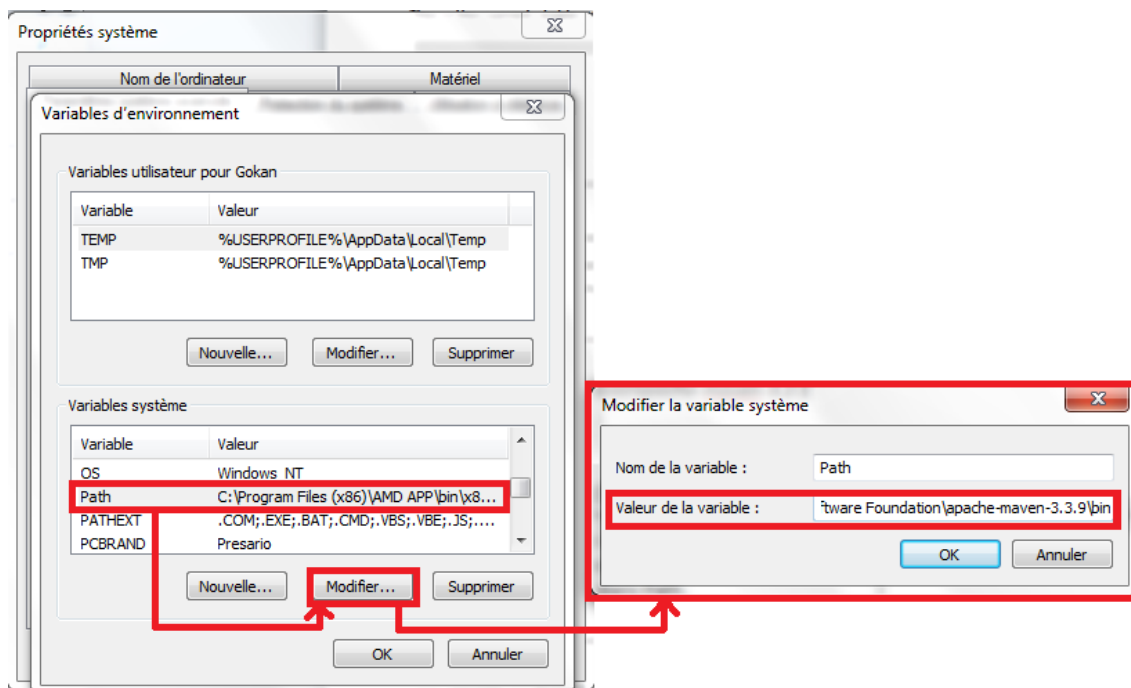 Propriétés système
Nom de l'ordinateur Matériel
Variables d'environnement
Variables utilisateur pour Gokan
Variable Valeur
TEMP %USERPROFILE%\AppData\Local\Temp
TMP %USERPROFILE%\AppData\Local\Temp
Nouvelle... Modifier... Supprimer
Variables système
Variable Valeur
OS Windows_NT
Path C:\Program Files (x86)\AMD APP\bin\x8...
PATHEXT .COM;.EXE;.BAT;.CMD;.VBS;.VBE;.JS;....
PCBRAND Presario
Nouvelle... Modifier... Supprimer
OK Annuler
Modifier la variable système
Nom de la variable : Path
Valeur de la variable : tware Foundation\apache-maven-3.3.9\bin
OK Annuler